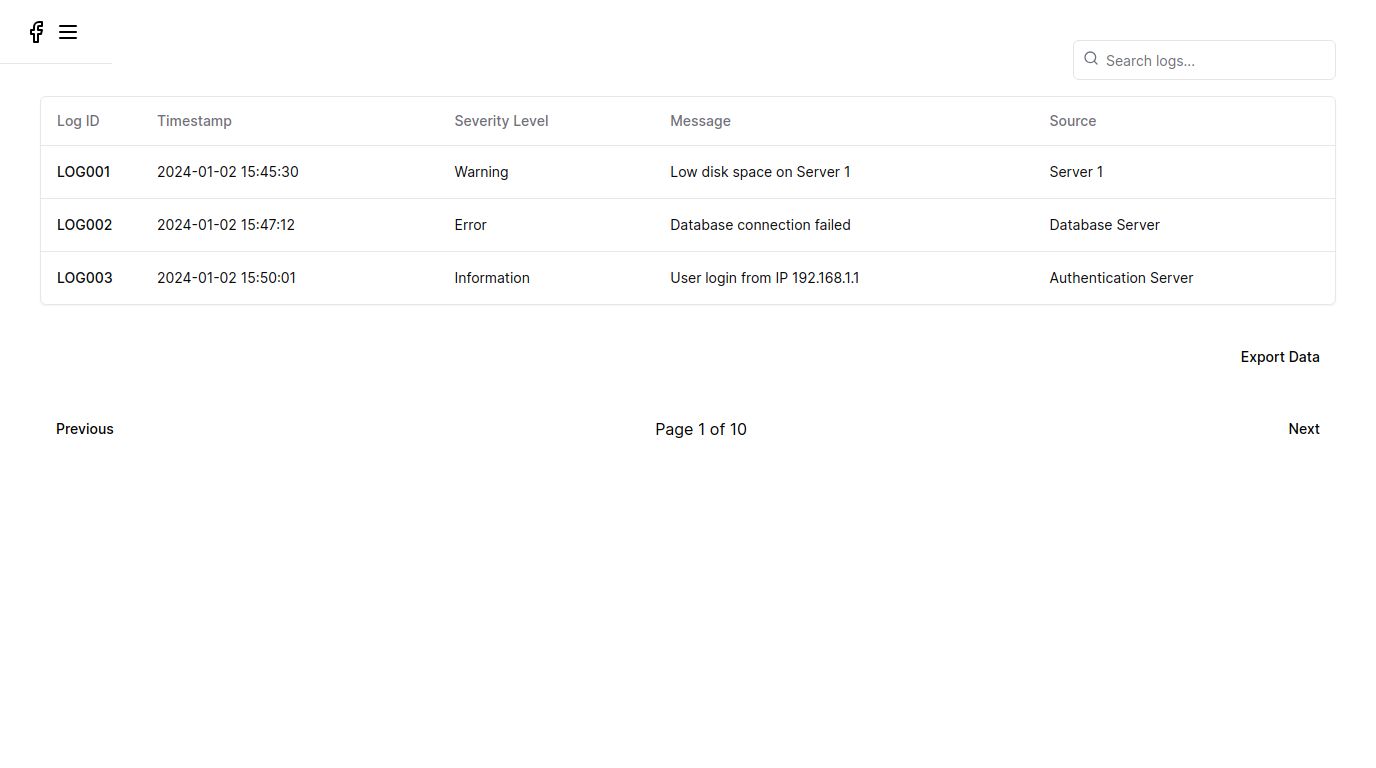 Search logs...
Log ID Timestamp Severity Level Message Source
LOG001 2024-01-02 15:45:30 Warning Low disk space on Server 1 Server 1
LOG002 2024-01-02 15:47:12 Error Database connection failed Database Server
LOG003 2024-01-02 15:50:01 Information User login from IP 192.168.1.1 Authentication Server
Export Data
Previous Page 1 of 10 Next